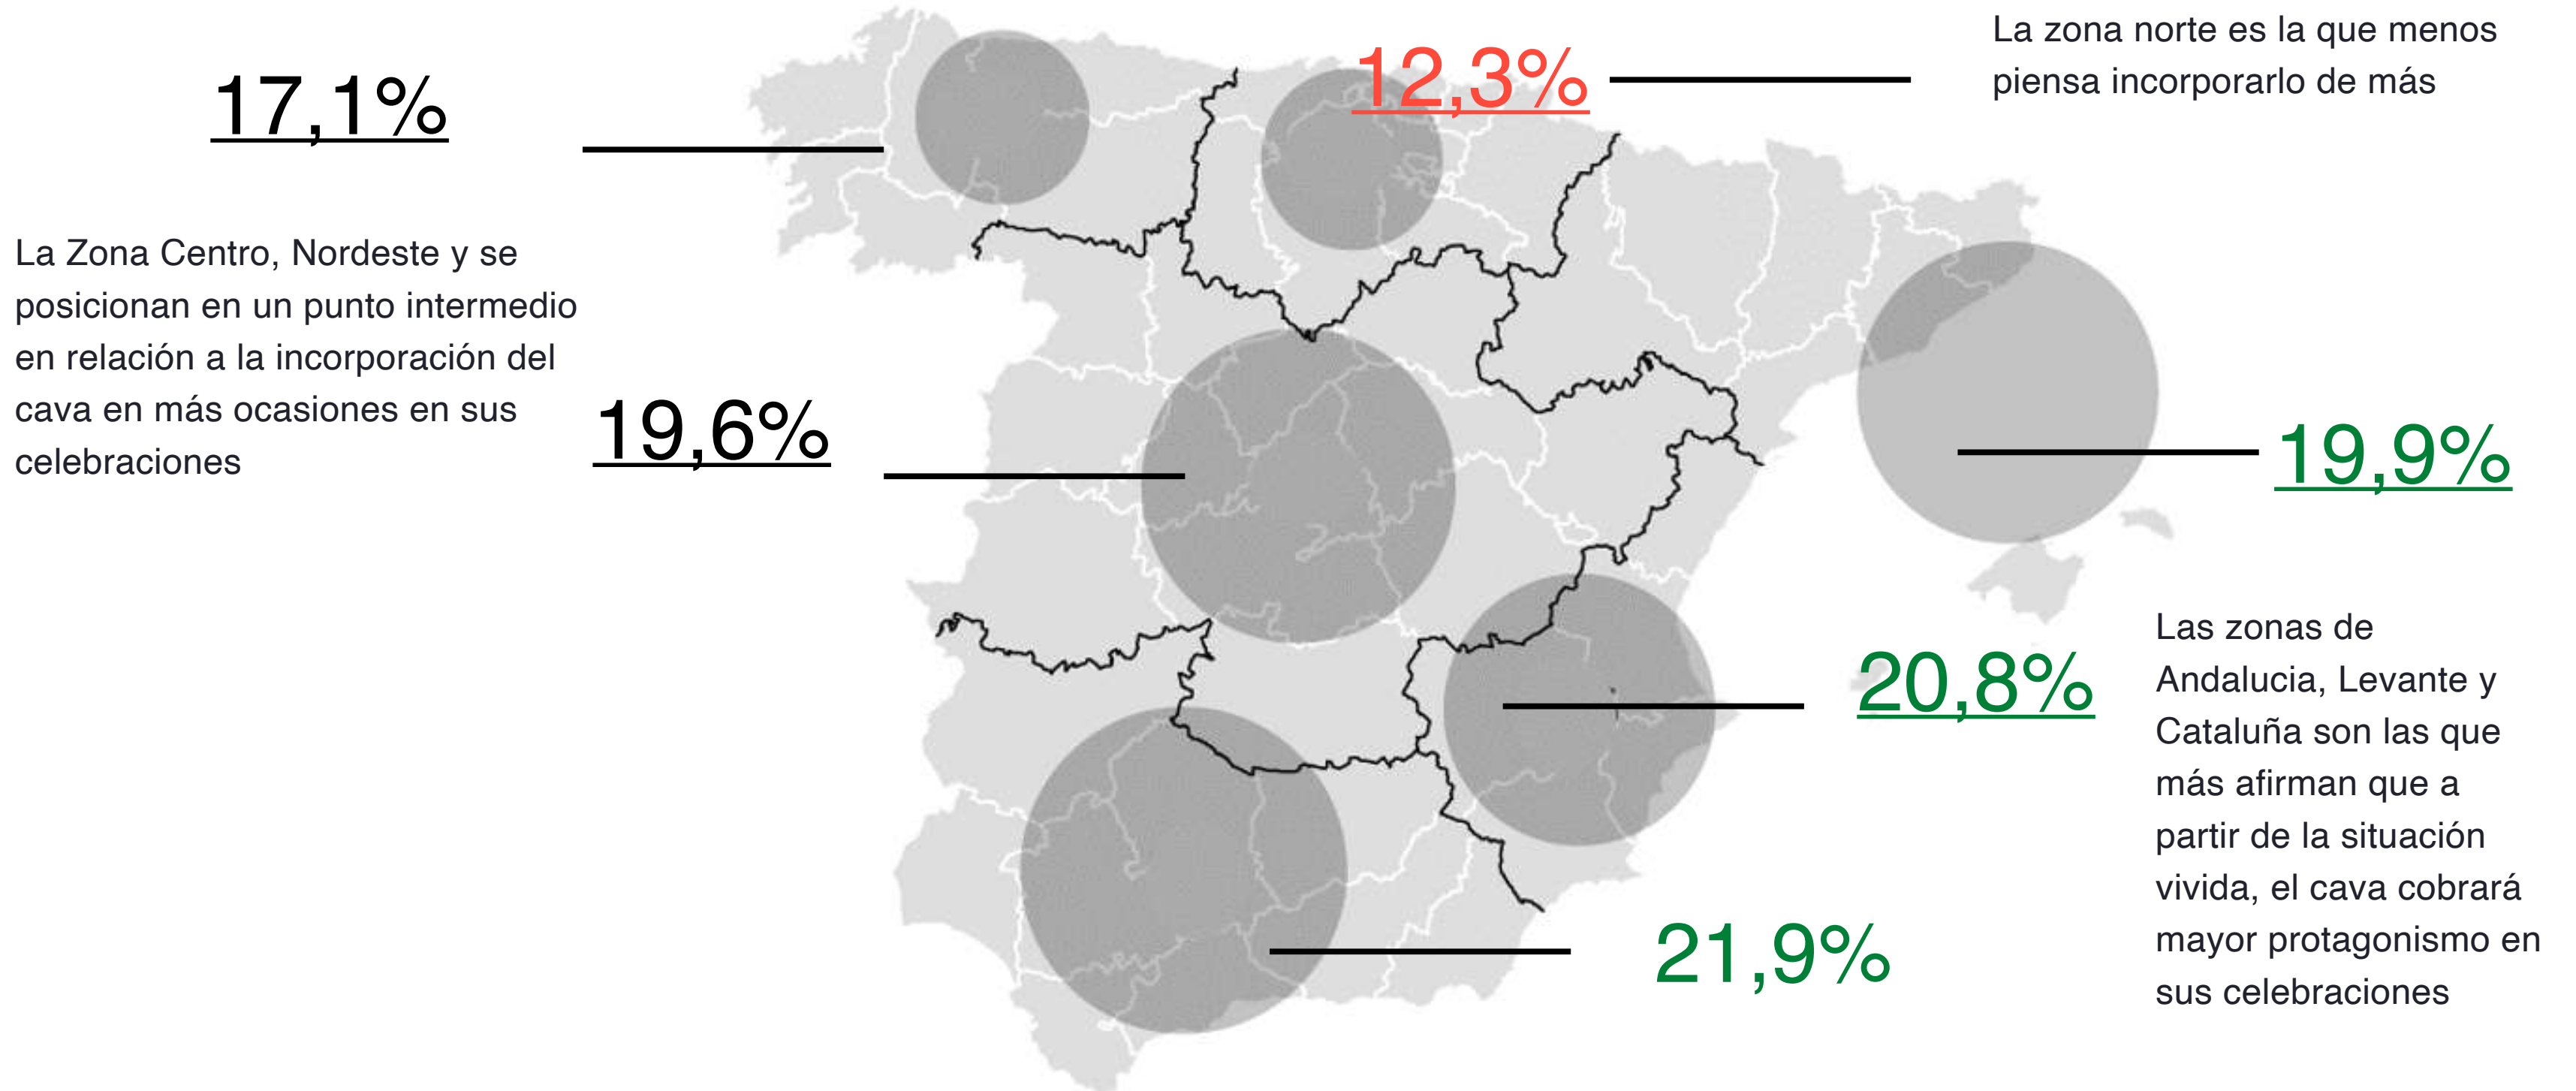 La zona norte es la que menos
piensa incorporarlo de más
12,3%
17,1%
La Zona Centro, Nordeste y se
posicionan en un punto intermedio
en relación a la incorporación del
cava en más ocasiones en sus
celebraciones
19,6%
19,9%
20,8%
Las zonas de
Andalucia, Levante y
Cataluña son las que
más afirman que a
partir de la situación
vivida, el cava cobrará
mayor protagonismo en
sus celebraciones
21,9%